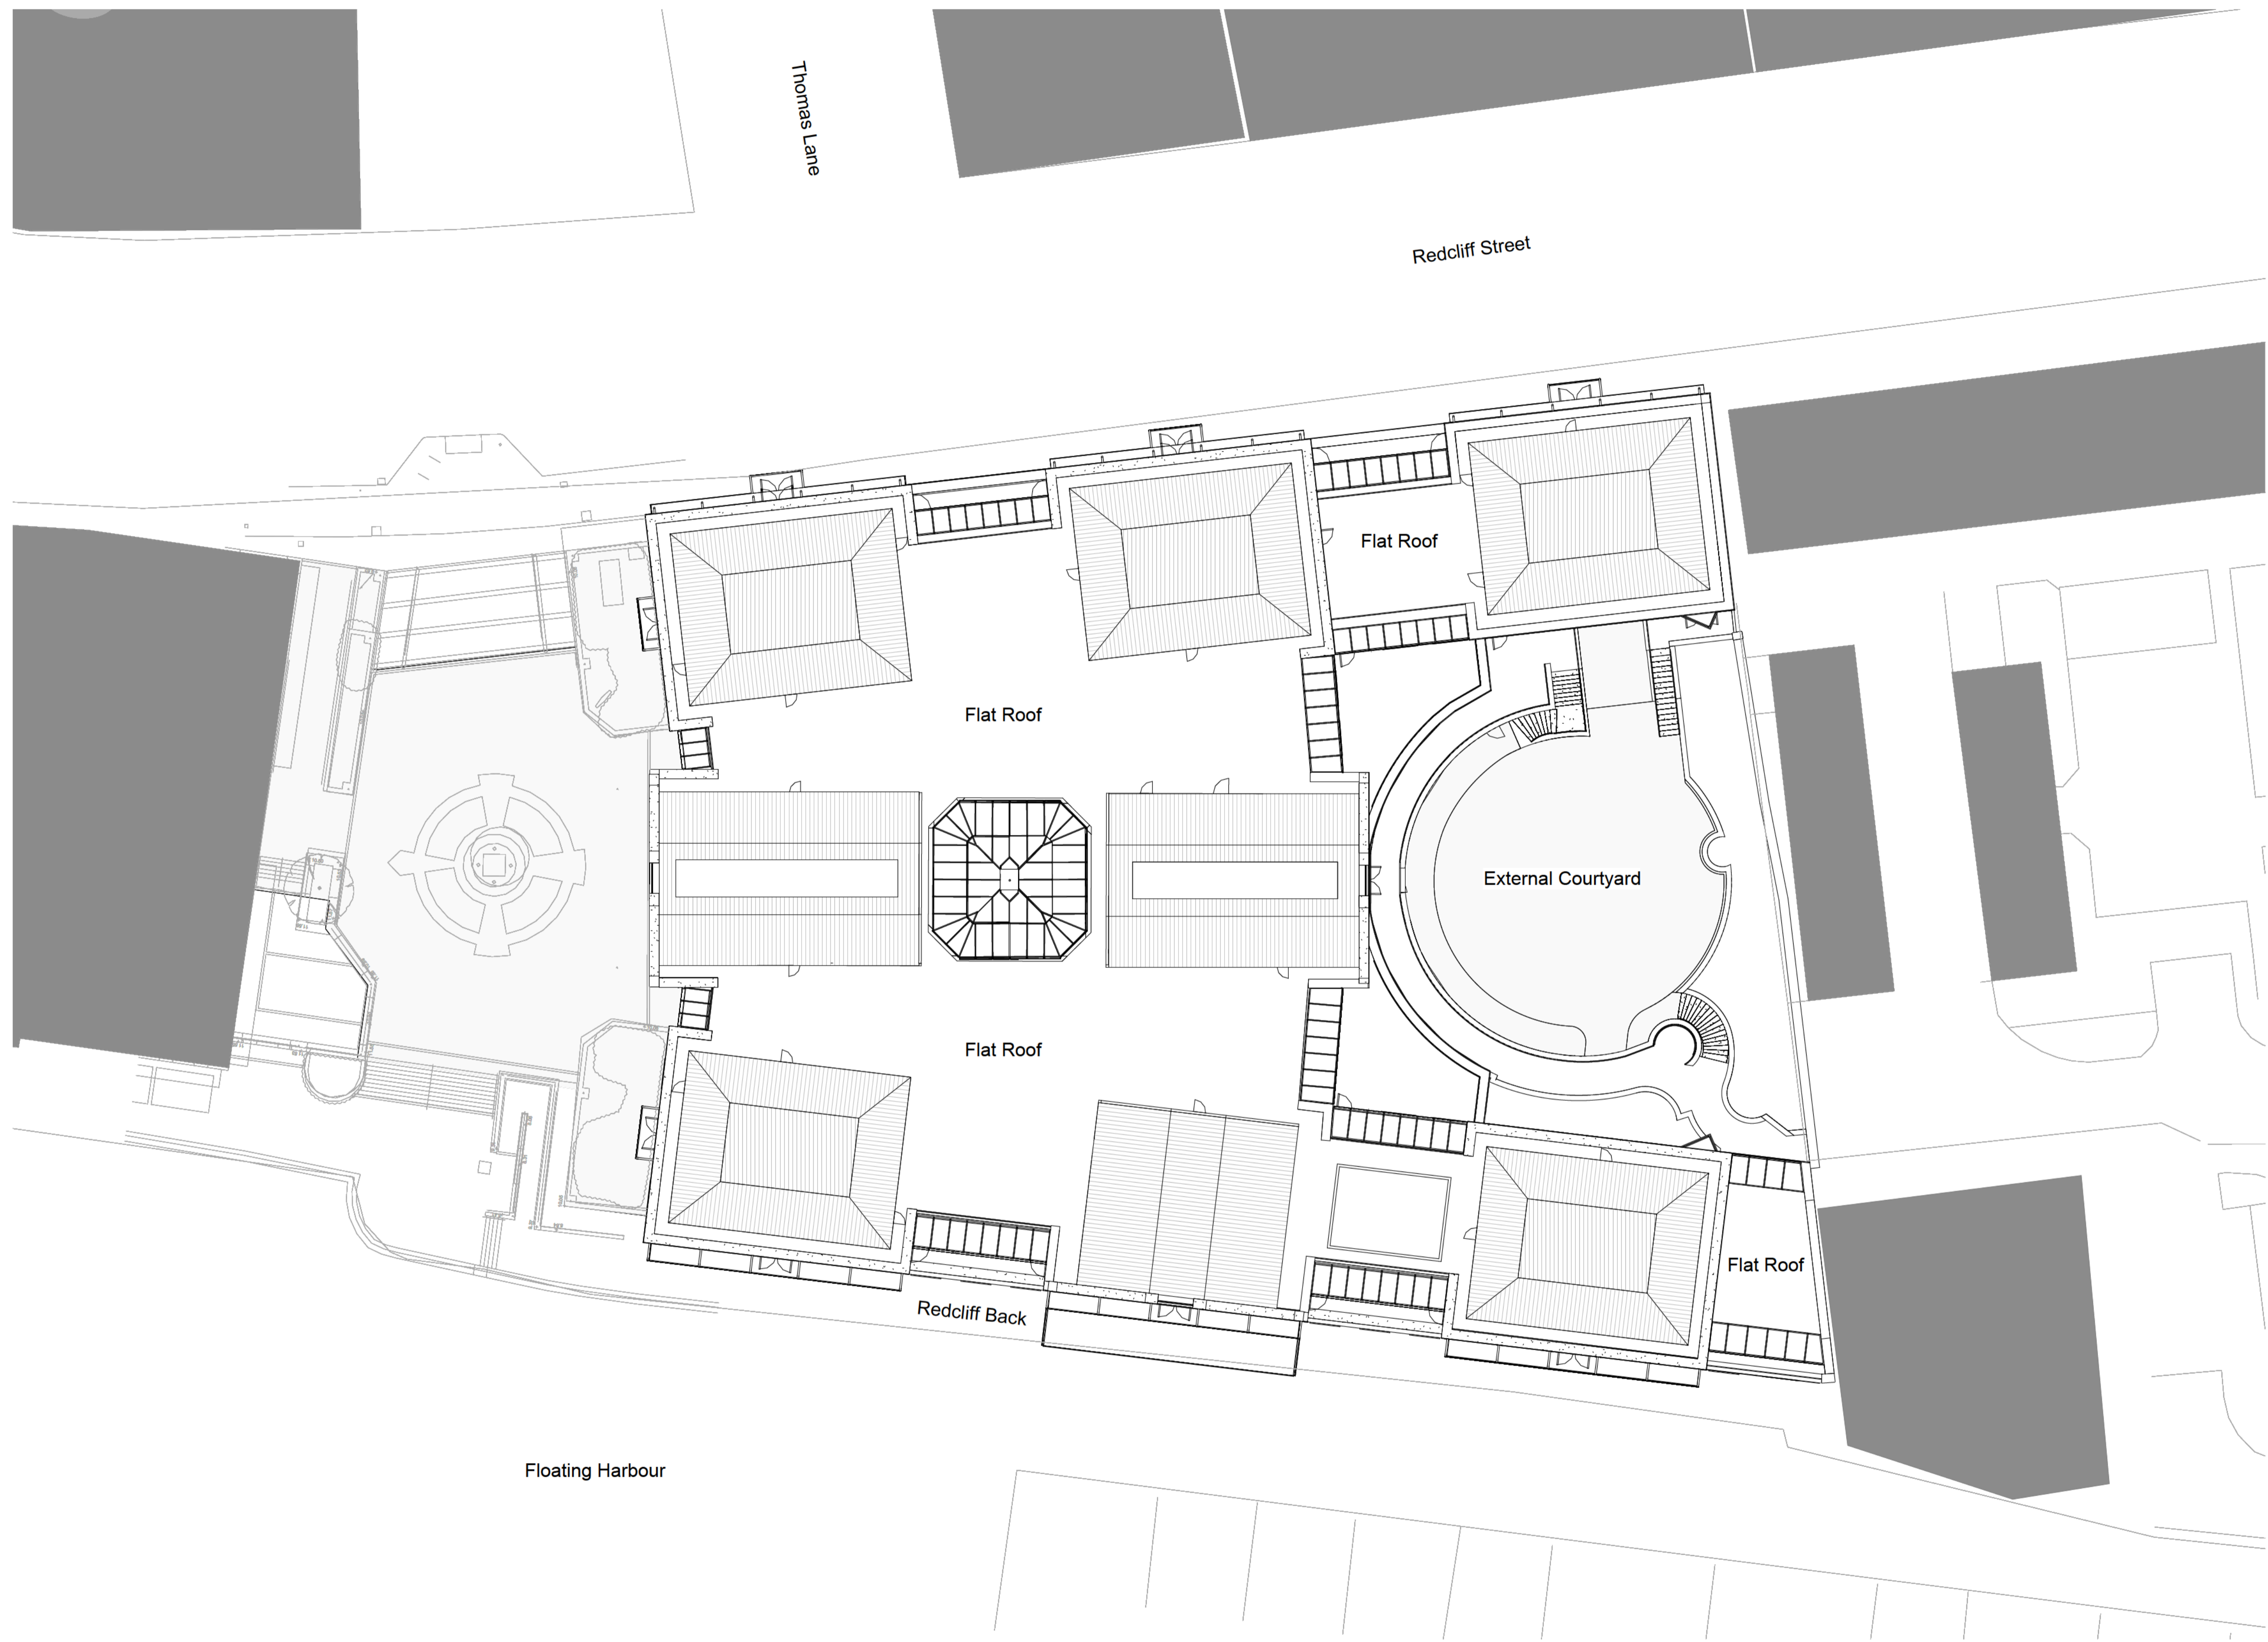 Thomas Lane
Redcliff Street
Flat Roof
Flat Roof
External Courtyard
Flat Roof
Flat Roof
Redcliff Back
Floating Harbour